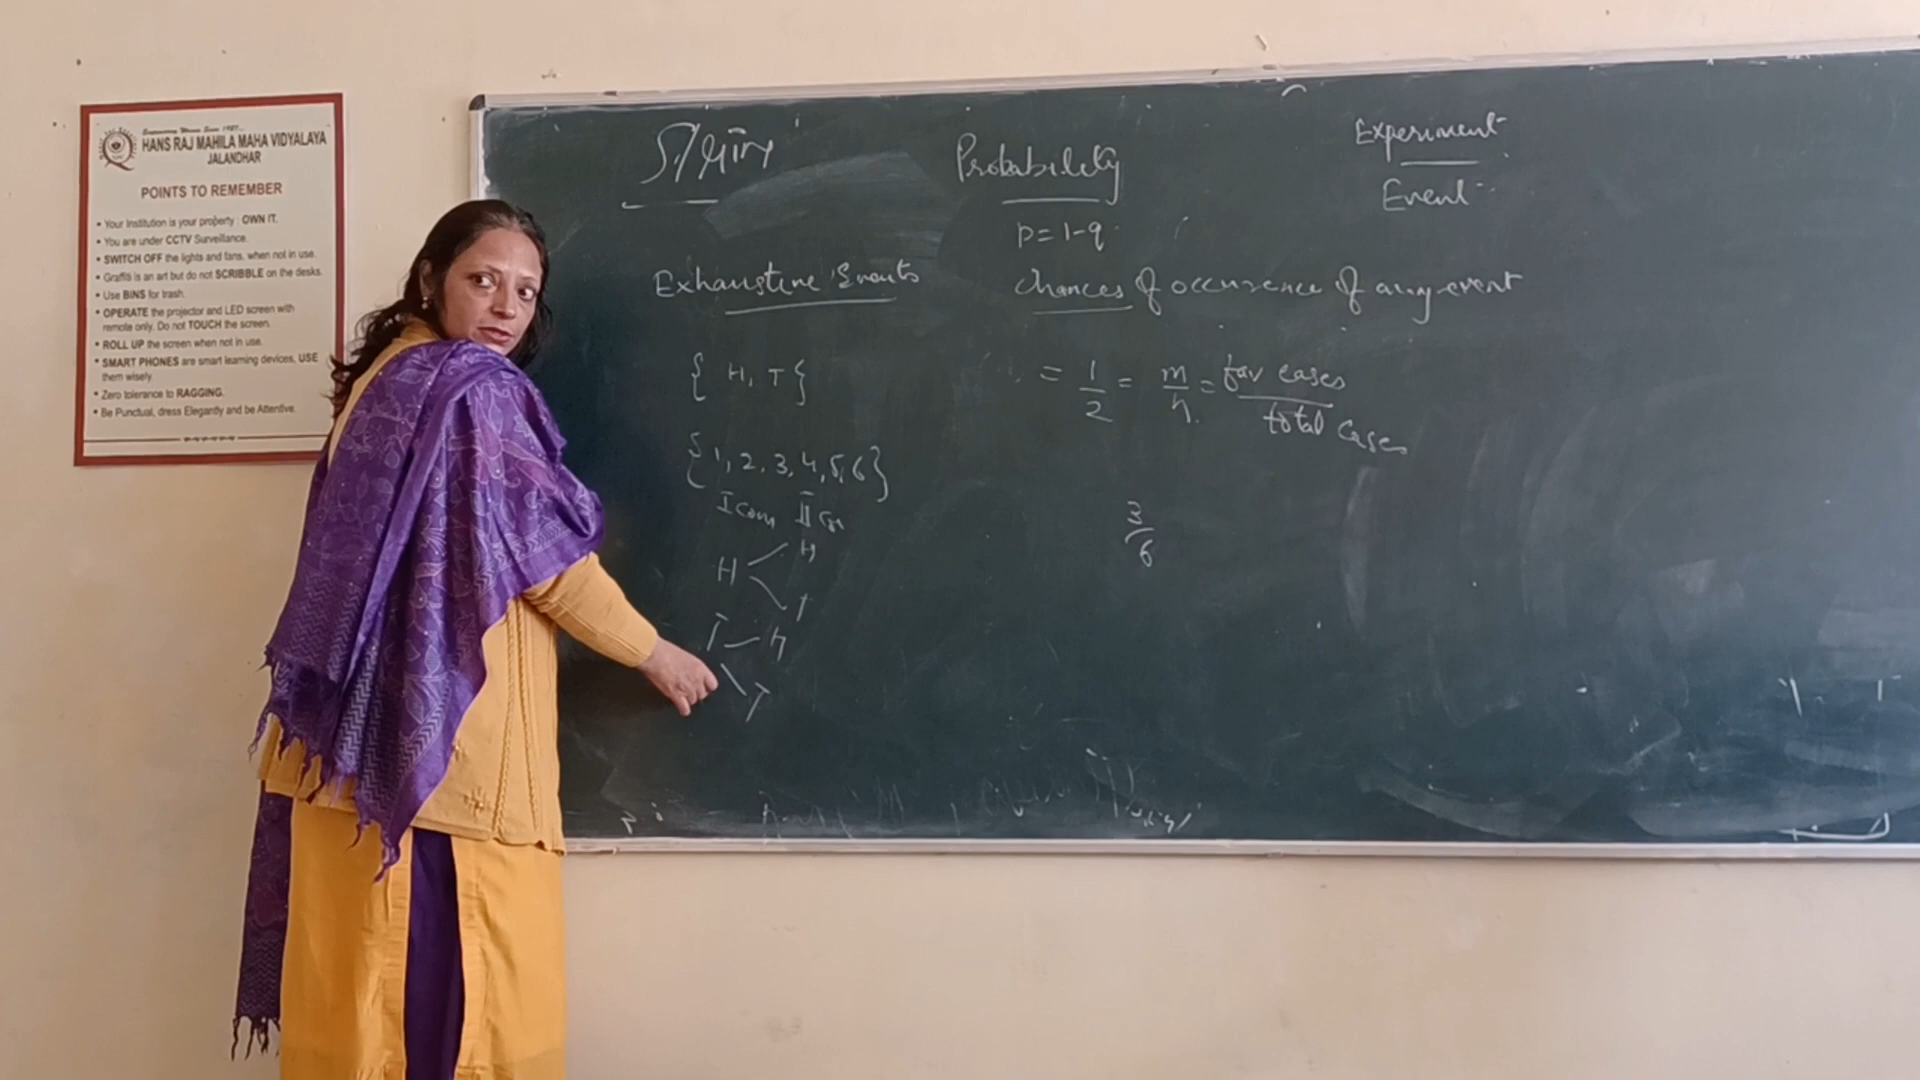 Empowering Women Since 1927...
HANS RAJ MAHILA MAHA VIDYALAYA
JALANDHAR
POINTS TO REMEMBER
• Your Institution is your property : OWN IT.
• You are under CCTV Surveillance.
• SWITCH OFF the lights and fans, when not in use.
• Graffiti is an art but do not SCRIBBLE on the desks.
• Use BINS for trash.
• OPERATE the projector and LED screen with
remote only. Do not TOUCH the screen.
• ROLL UP the screen when not in use.
• SMART PHONES are smart learning devices, USE
them wisely.
• Zero tolerance to RAGGING.
• Be Punctual, dress Elegantly and be Attentive.
Exhaustive Events
{ H, T }
{ 1, 2, 3, 4, 5, 6 }
I coin II
H H
T
T H
T
Probability
p = 1-q
Chances of occurence of any event
= 1/2 = m/n = fav cases / total cases
3/6
Experiment
Event